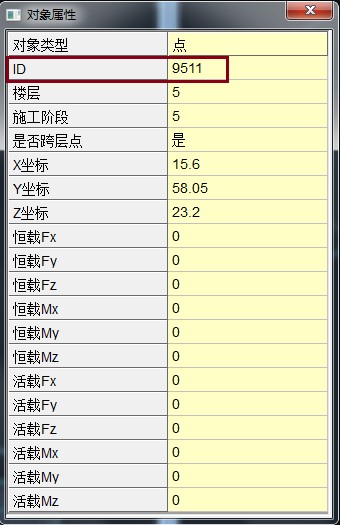 对象属性
对象类型 点
ID 9511
楼层 5
施工阶段 5
是否跨层点 是
X坐标 15.6
Y坐标 58.05
Z坐标 23.2
恒载Fx 0
恒载Fy 0
恒载Fz 0
恒载Mx 0
恒载My 0
恒载Mz 0
活载Fx 0
活载Fy 0
活载Fz 0
活载Mx 0
活载My 0
活载Mz 0